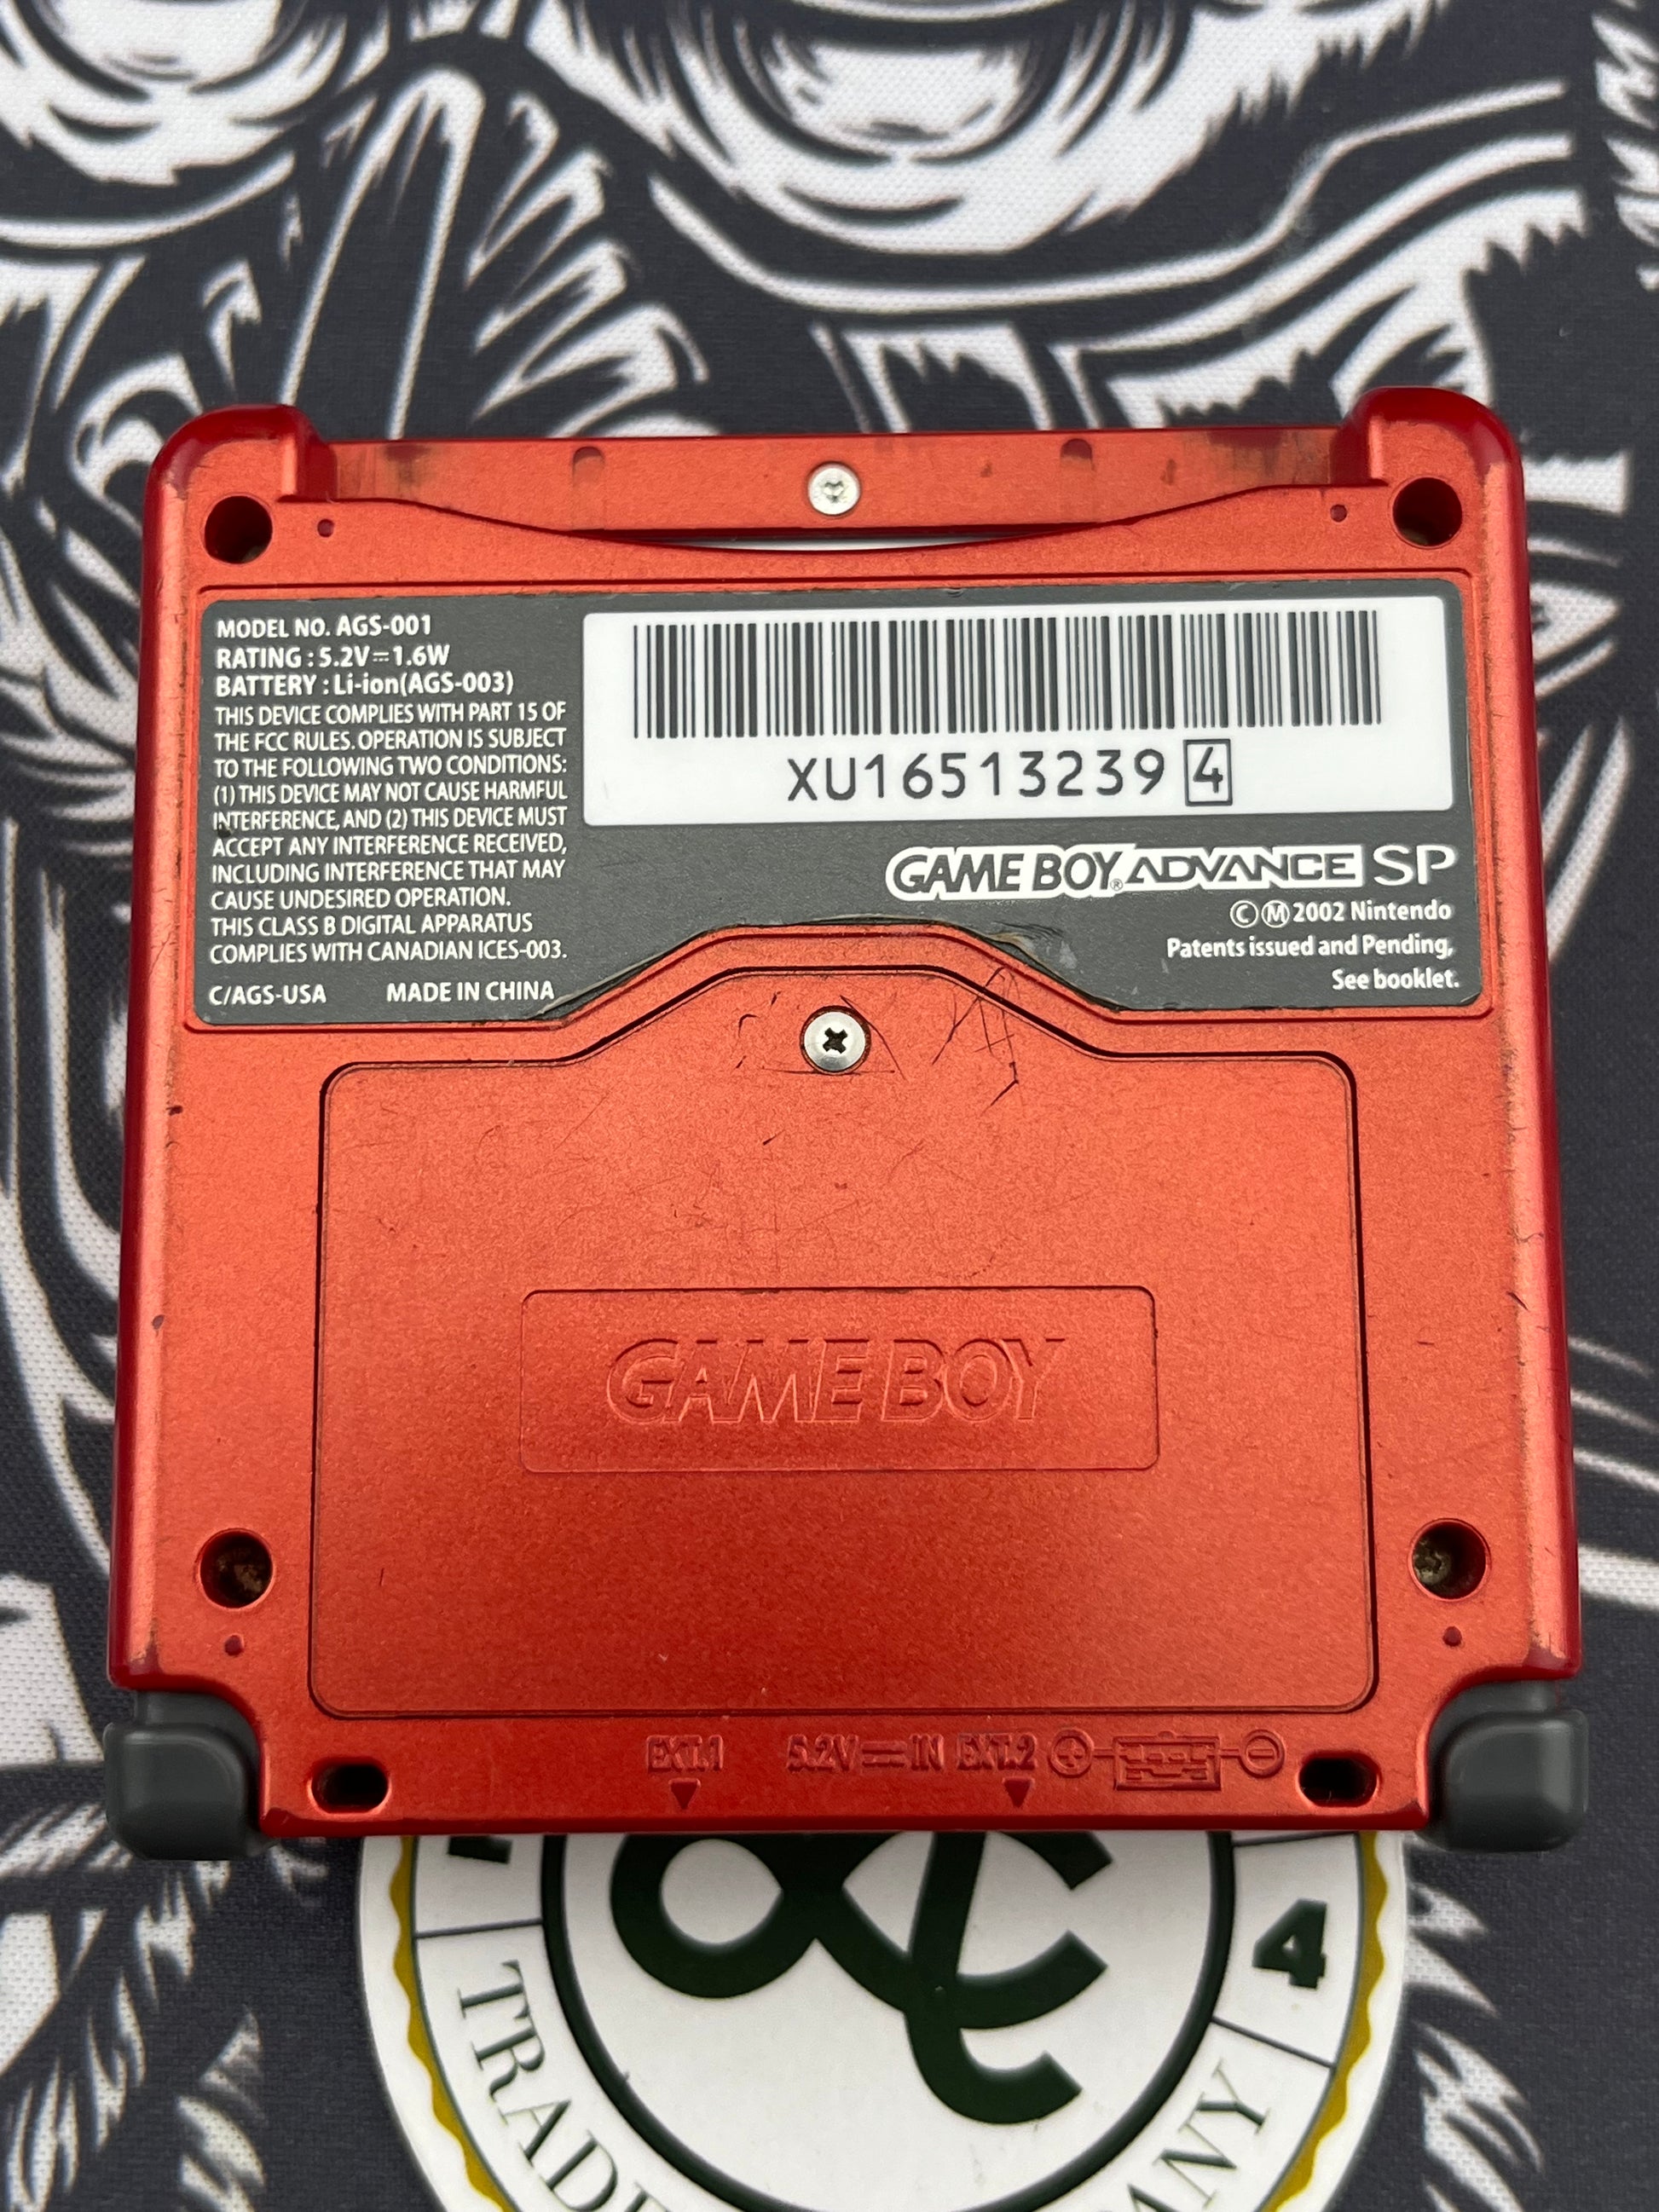 MODEL NO. AGS-001
RATING : 5.2V⎓1.6W
BATTERY : Li-ion(AGS-003)
THIS DEVICE COMPLIES WITH PART 15 OF
THE FCC RULES. OPERATION IS SUBJECT
TO THE FOLLOWING TWO CONDITIONS:
(1) THIS DEVICE MAY NOT CAUSE HARMFUL
INTERFERENCE, AND (2) THIS DEVICE MUST
ACCEPT ANY INTERFERENCE RECEIVED,
INCLUDING INTERFERENCE THAT MAY
CAUSE UNDESIRED OPERATION.
THIS CLASS B DIGITAL APPARATUS
COMPLIES WITH CANADIAN ICES-003.
C/AGS-USA MADE IN CHINA
XU16513239 4
GAME BOY® ADVANCE SP
©Ⓜ2002 Nintendo
Patents issued and Pending,
See booklet.
GAME BOY
EXT.1 5.2V⎓IN EXT.2
4